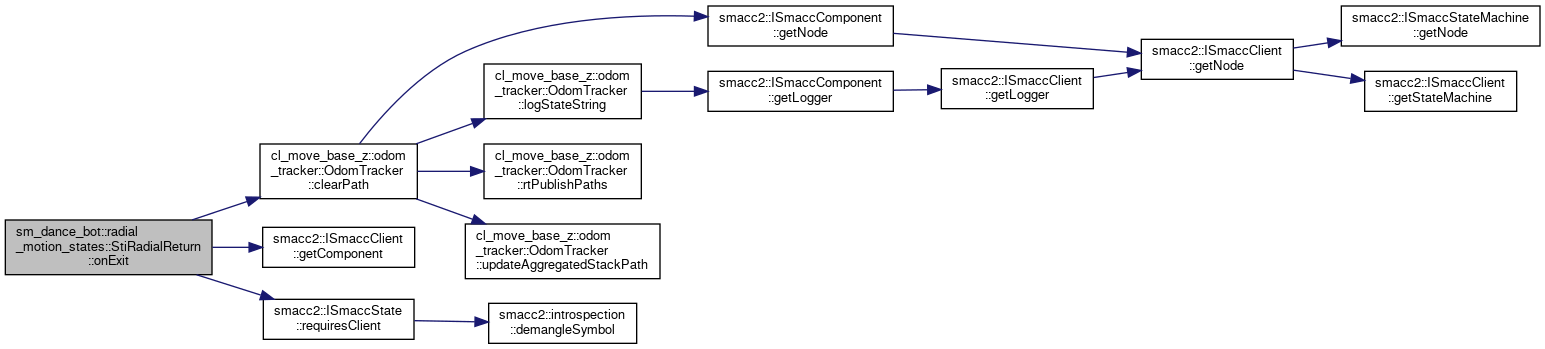 sm_dance_bot::radial
_motion_states::StiRadialReturn
::onExit
cl_move_base_z::odom
_tracker::OdomTracker
::clearPath
smacc2::ISmaccClient
::getComponent
smacc2::ISmaccState
::requiresClient
smacc2::ISmaccComponent
::getNode
cl_move_base_z::odom
_tracker::OdomTracker
::logStateString
cl_move_base_z::odom
_tracker::OdomTracker
::rtPublishPaths
cl_move_base_z::odom
_tracker::OdomTracker
::updateAggregatedStackPath
smacc2::introspection
::demangleSymbol
smacc2::ISmaccComponent
::getLogger
smacc2::ISmaccClient
::getLogger
smacc2::ISmaccClient
::getNode
smacc2::ISmaccStateMachine
::getNode
smacc2::ISmaccClient
::getStateMachine